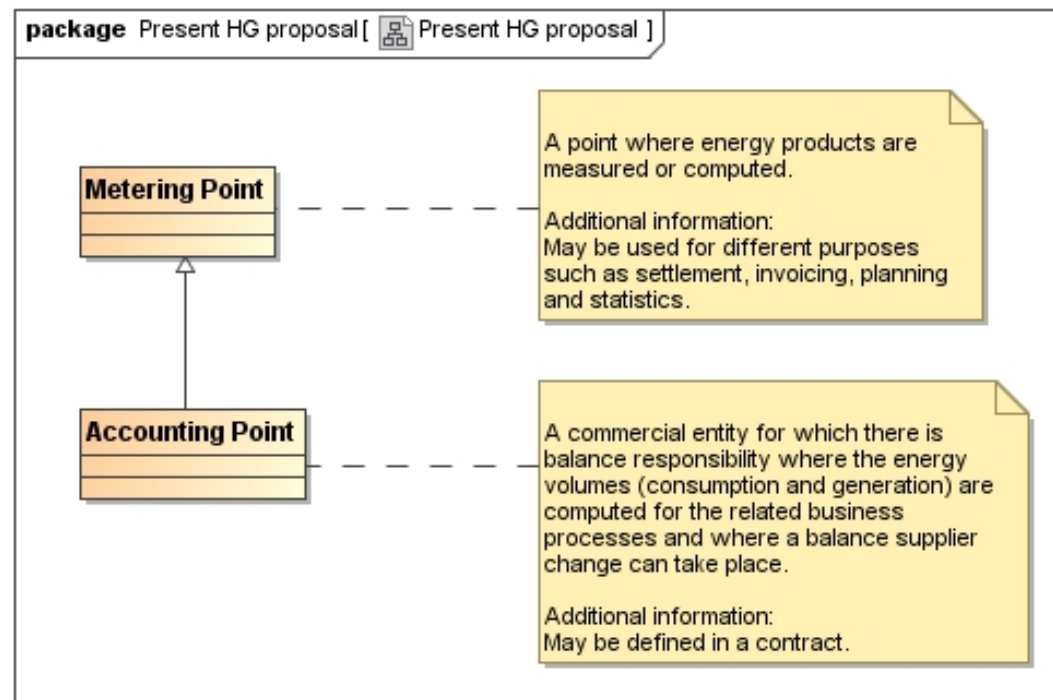 package Present HG proposal[ Present HG proposal ]
Metering Point
A point where energy products are
measured or computed.
Additional information:
May be used for different purposes
such as settlement, invoicing, planning
and statistics.
Accounting Point
A commercial entity for which there is
balance responsibility where the energy
volumes (consumption and generation) are
computed for the related business
processes and where a balance supplier
change can take place.
Additional information:
May be defined in a contract.